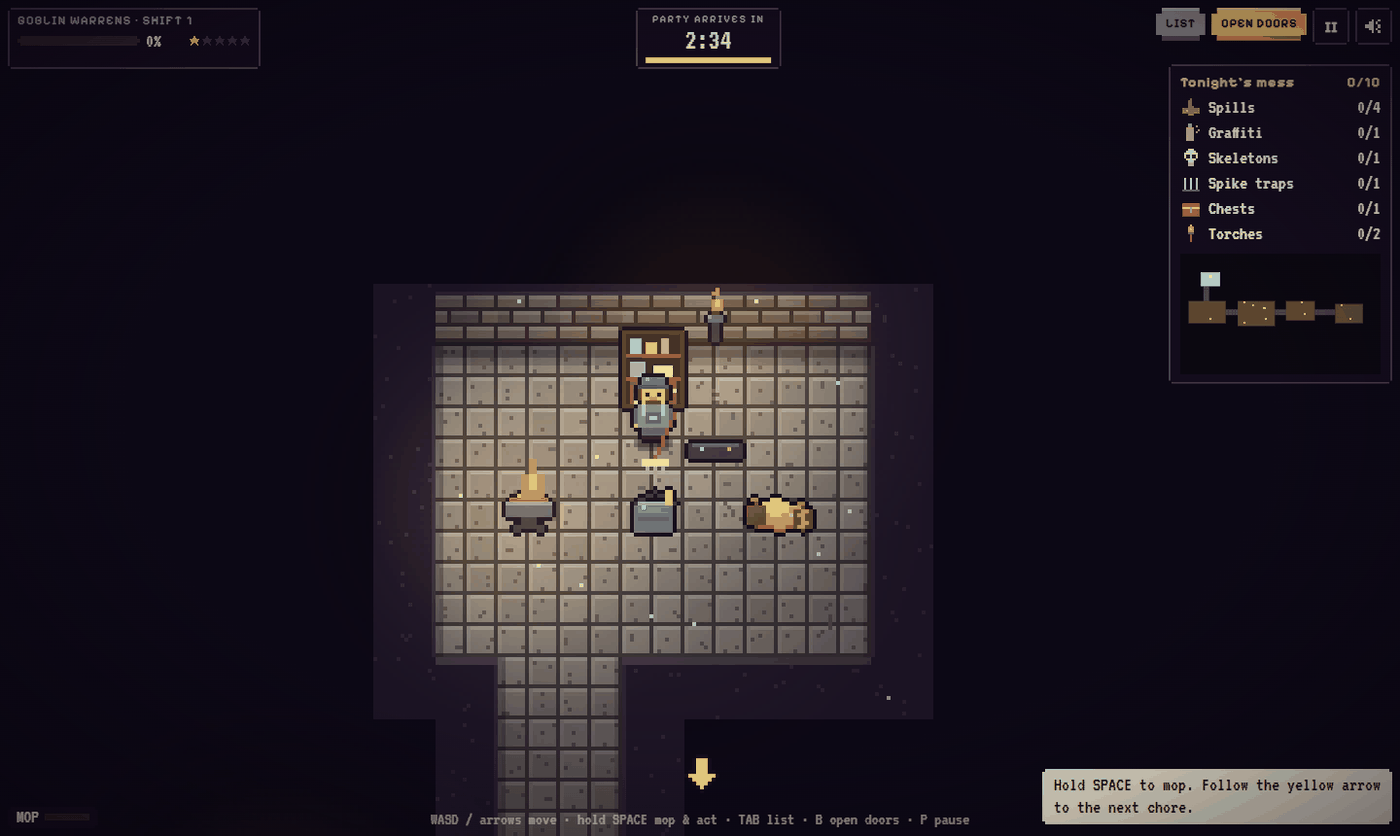 GOBLIN WARRENS · SHIFT 1
0%
PARTY ARRIVES IN
2:34
LIST
OPEN DOORS
II
Tonight's mess 0/10
Spills 0/4
Graffiti 0/1
Skeletons 0/1
Spike traps 0/1
Chests 0/1
Torches 0/2
Hold SPACE to mop. Follow the yellow arrow
to the next chore.
MOP
WASD / arrows move · hold SPACE mop & act · TAB list · B open doors · P pause